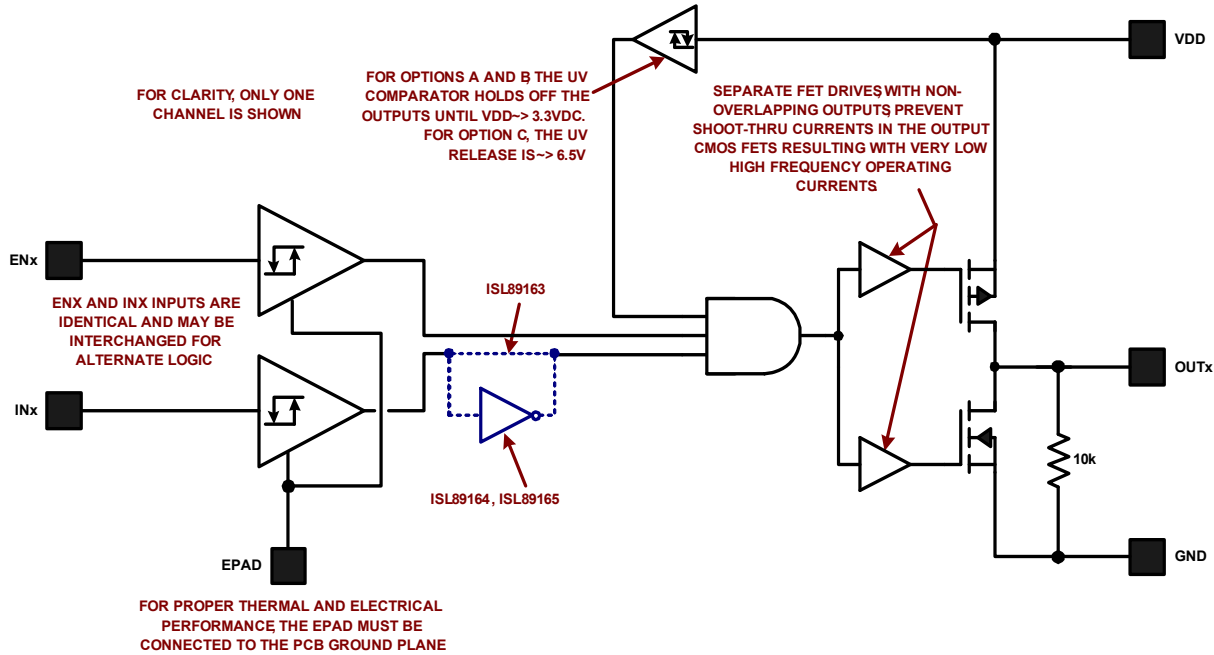 VDD
FOR OPTIONS A AND B, THE UV
COMPARATOR HOLDS OFF THE
OUTPUTS UNTIL VDD~> 3.3VDC.
FOR OPTION C, THE UV
RELEASE IS~> 6.5V
FOR CLARITY, ONLY ONE
CHANNEL IS SHOWN
SEPARATE FET DRIVES, WITH NON-
OVERLAPPING OUTPUTS, PREVENT
SHOOT-THRU CURRENTS IN THE OUTPUT
CMOS FETS RESULTING WITH VERY LOW
HIGH FREQUENCY OPERATING
CURRENTS.
ENx
ENX AND INX INPUTS ARE
IDENTICAL AND MAY BE
INTERCHANGED FOR
ALTERNATE LOGIC
ISL89163
INx
OUTx
10k
ISL89164, ISL89165
EPAD
GND
FOR PROPER THERMAL AND ELECTRICAL
PERFORMANCE, THE EPAD MUST BE
CONNECTED TO THE PCB GROUND PLANE